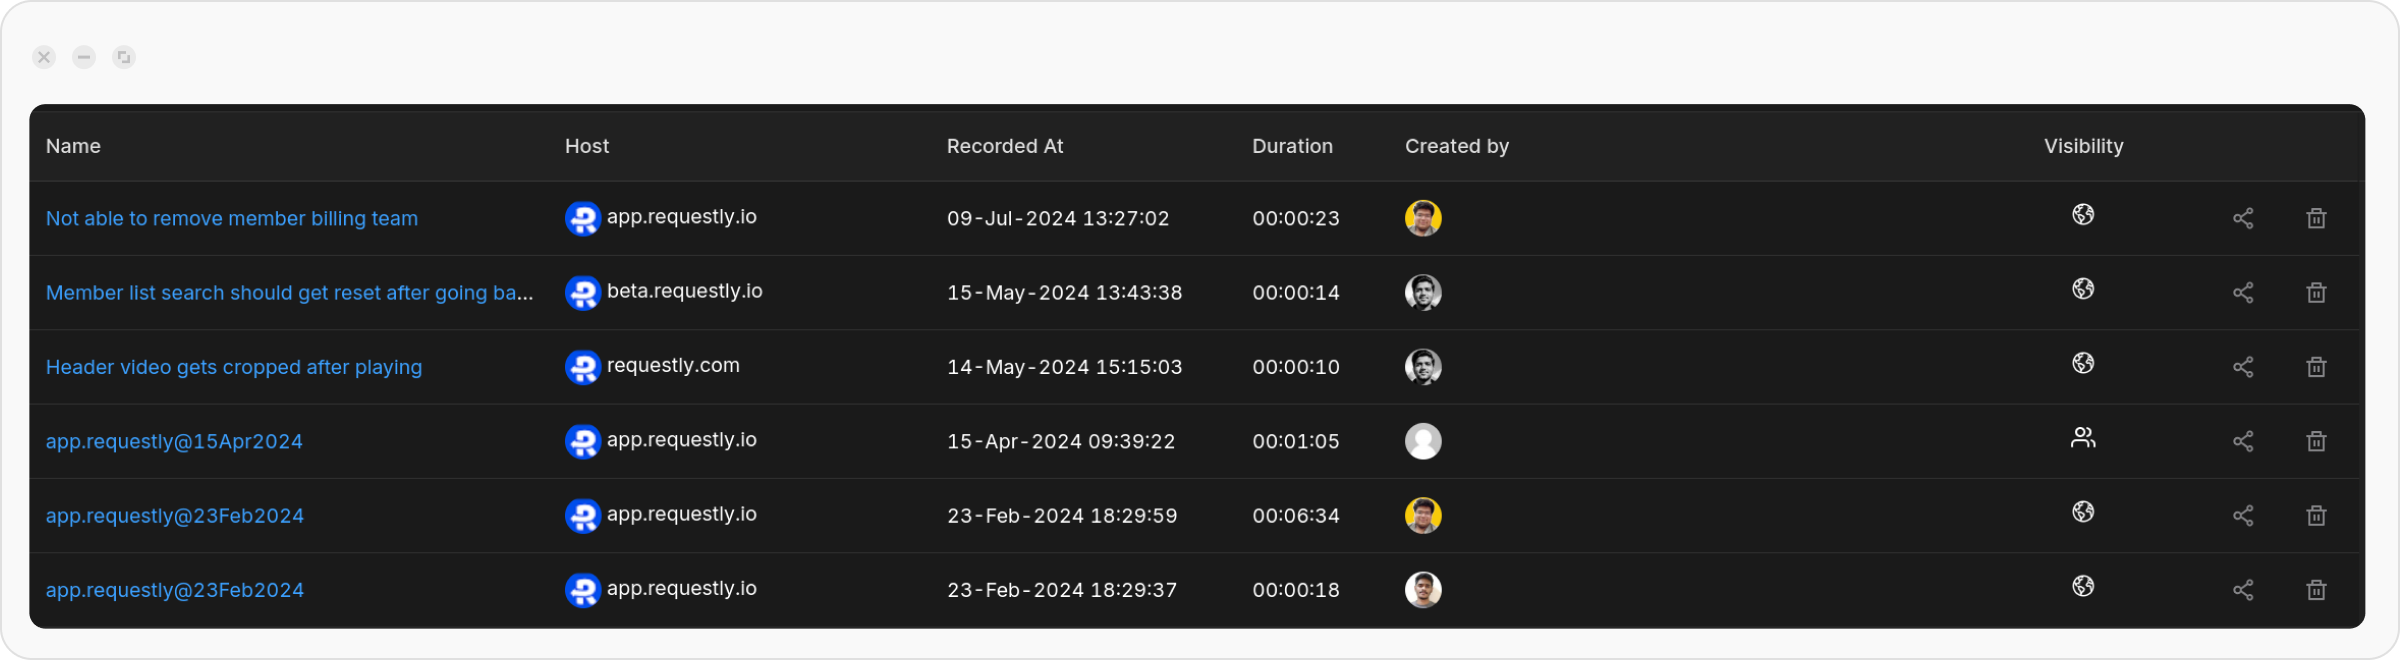 Name Host Recorded At Duration Created by Visibility
Not able to remove member billing team app.requestly.io 09-Jul-2024 13:27:02 00:00:23
Member list search should get reset after going ba... beta.requestly.io 15-May-2024 13:43:38 00:00:14
Header video gets cropped after playing requestly.com 14-May-2024 15:15:03 00:00:10
app.requestly@15Apr2024 app.requestly.io 15-Apr-2024 09:39:22 00:01:05
app.requestly@23Feb2024 app.requestly.io 23-Feb-2024 18:29:59 00:06:34
app.requestly@23Feb2024 app.requestly.io 23-Feb-2024 18:29:37 00:00:18